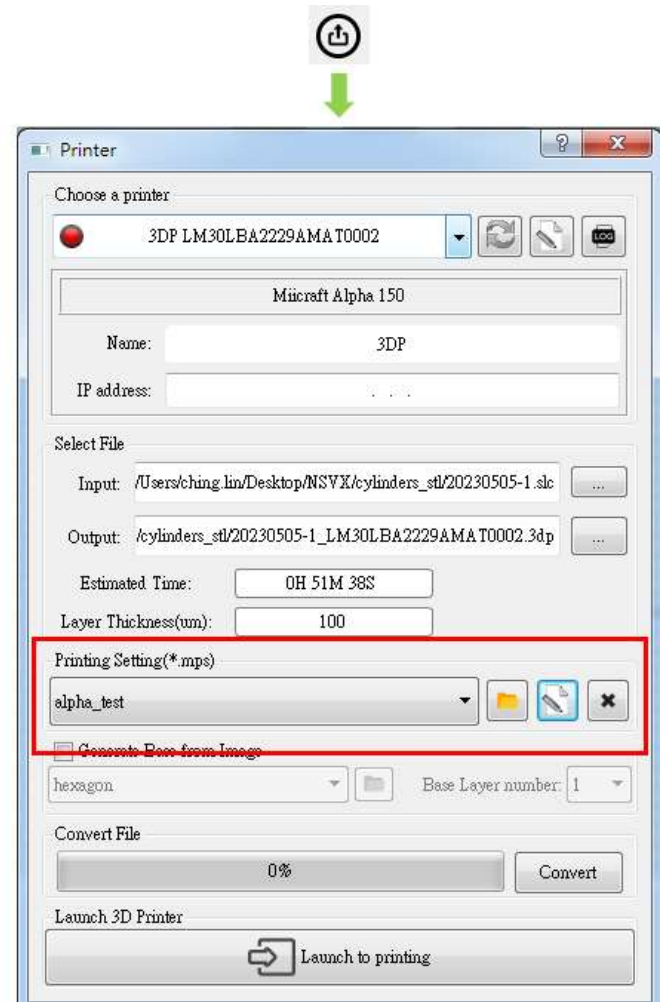 Printer
Choose a printer
3DP LM30LBA2229AMAT0002
LOG
Miicraft Alpha 150
Name: 3DP
IP address: . . .
Select File
Input: /Users/ching.lin/Desktop/NSVX/cylinders_stl/20230505-1.slc ...
Output: /cylinders_stl/20230505-1_LM30LBA2229AMAT0002.3dp ...
Estimated Time: 0H 51M 38S
Layer Thickness(um): 100
Printing Setting(*.mps)
alpha_test
Generate Base from Image
hexagon Base Layer number: 1
Convert File
0% Convert
Launch 3D Printer
Launch to printing